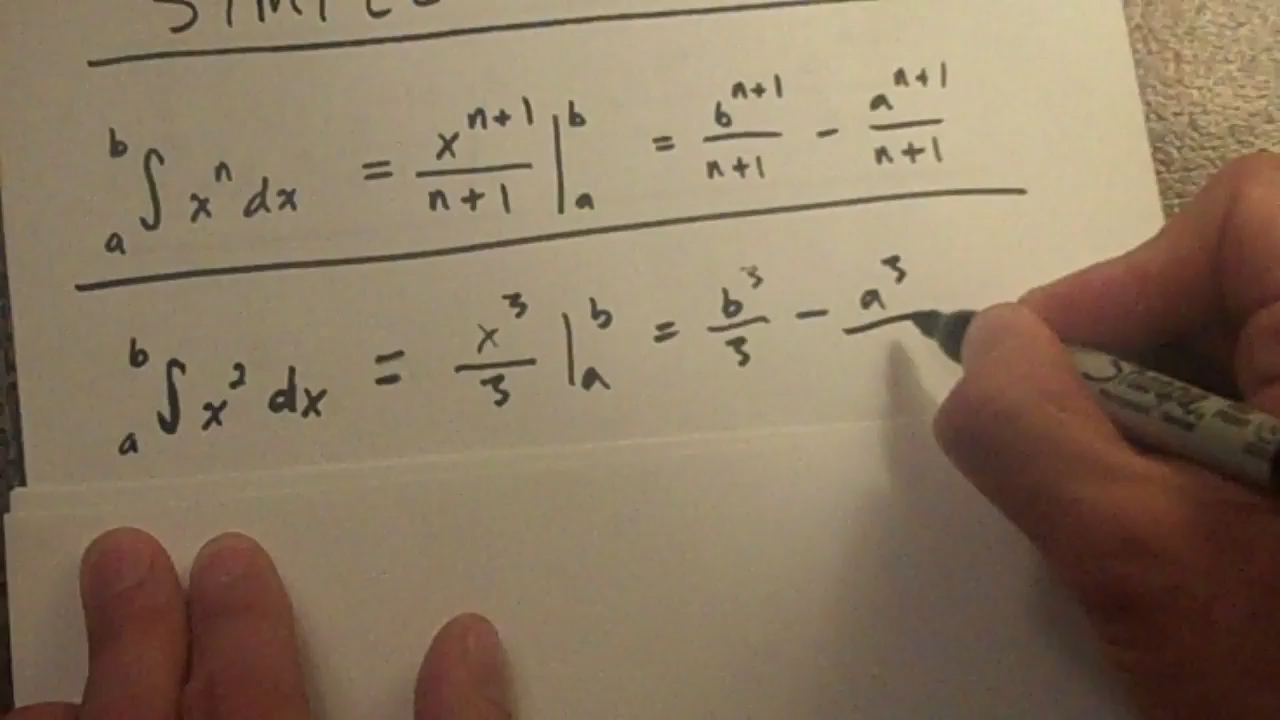 b∫a xⁿ dx = xⁿ⁺¹/n+1 |ᵇₐ = bⁿ⁺¹/n+1 - aⁿ⁺¹/n+1
b∫a x² dx = x³/3 |ᵇₐ = b³/3 - a³/